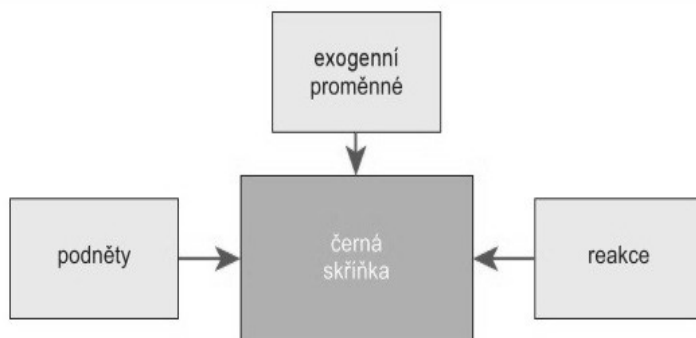 exogenní
proměnné
podněty
černá
skříňka
reakce